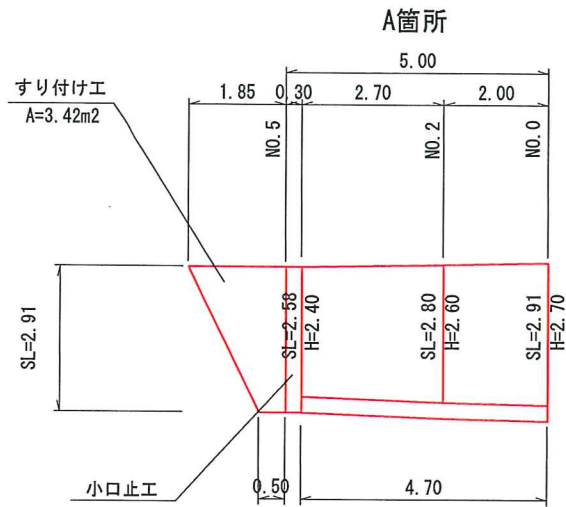 A箇所
5.00
すり付け工
A=3.42m2
1.85
0.30
2.70
2.00
NO.5
NO.2
NO.0
SL=2.91
SL=2.58
H=2.40
SL=2.80
H=2.60
SL=2.91
H=2.70
小口止工
0.50
4.70